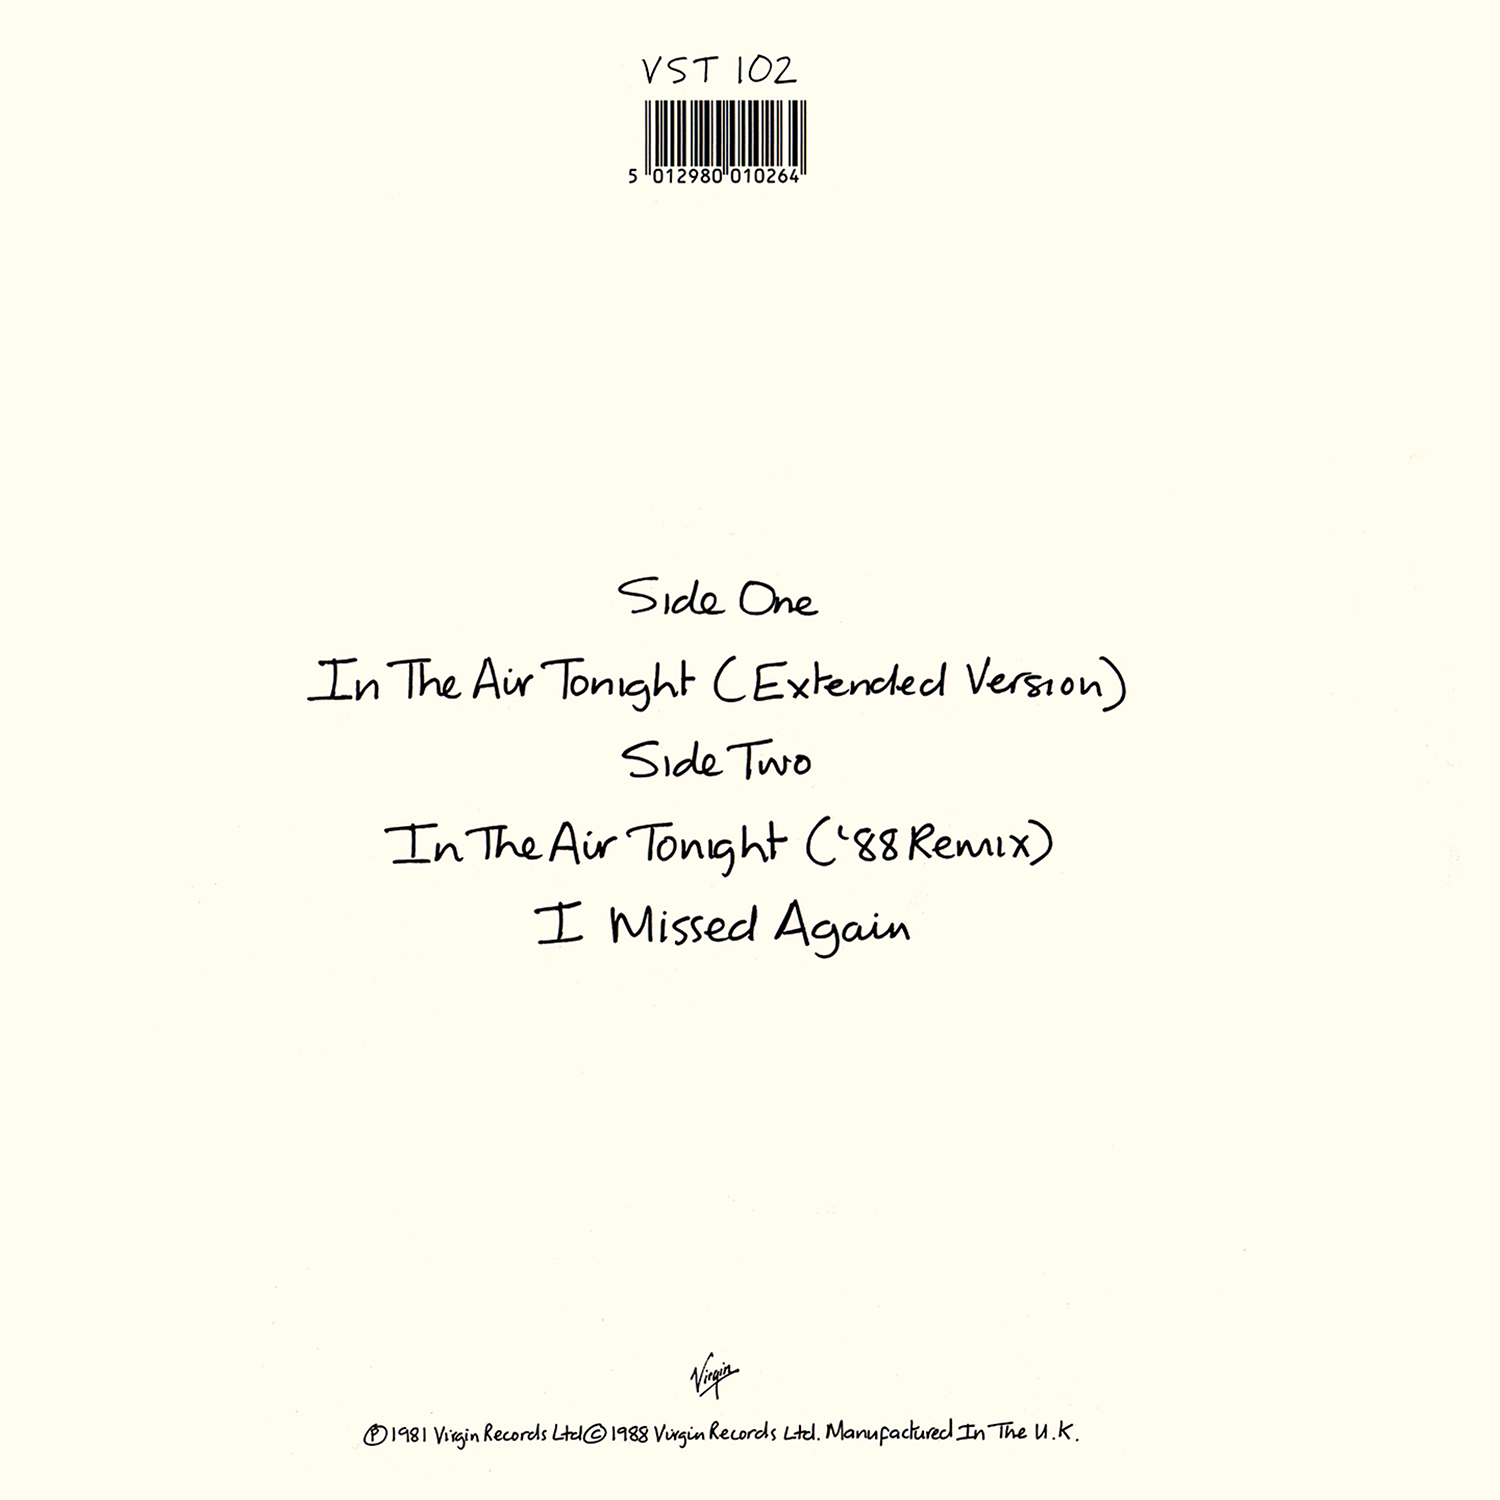 VST 102
5 012980 010264
Side One
In The Air Tonight (Extended Version)
Side Two
In The Air Tonight ('88 Remix)
I Missed Again
Virgin
℗ 1981 Virgin Records Ltd © 1988 Virgin Records Ltd. Manufactured In The U.K.